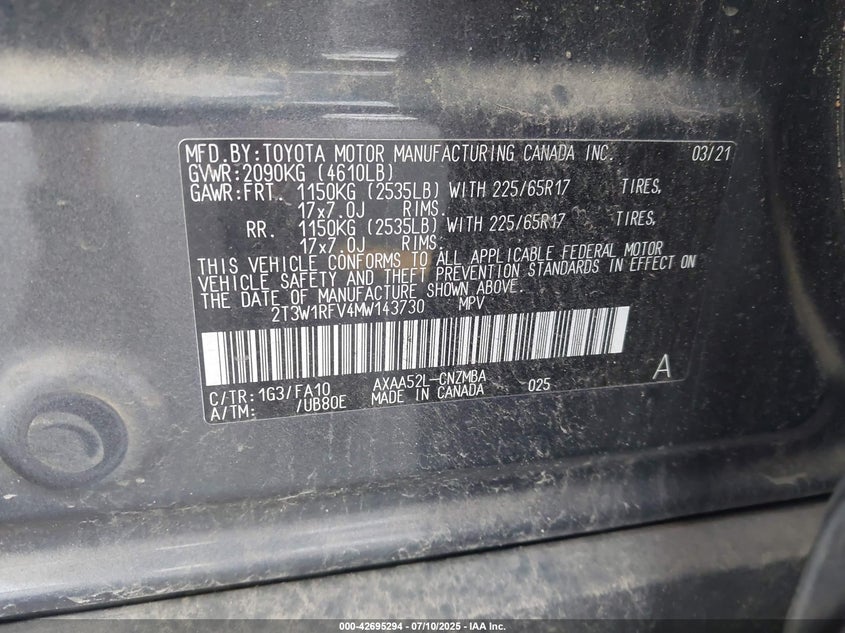 MFD.BY:TOYOTA MOTOR MANUFACTURING CANADA INC. 03/21
GVWR:2090KG (4610LB)
GAWR:FRT. 1150KG (2535LB) WITH 225/65R17 TIRES,
17x7.0J RIMS.
RR. 1150KG (2535LB) WITH 225/65R17 TIRES,
17x7.0J RIMS.
THIS VEHICLE CONFORMS TO ALL APPLICABLE FEDERAL MOTOR
VEHICLE SAFETY AND THEFT PREVENTION STANDARDS IN EFFECT ON
THE DATE OF MANUFACTURE SHOWN ABOVE.
2T3W1RFV4MW143730 MPV
C/TR:1G3/FA10 AXAA52L-CNZMBA 025 A
A/TM: /UB80E MADE IN CANADA
000-42695294 / 07/10/2025 - IAA Inc.